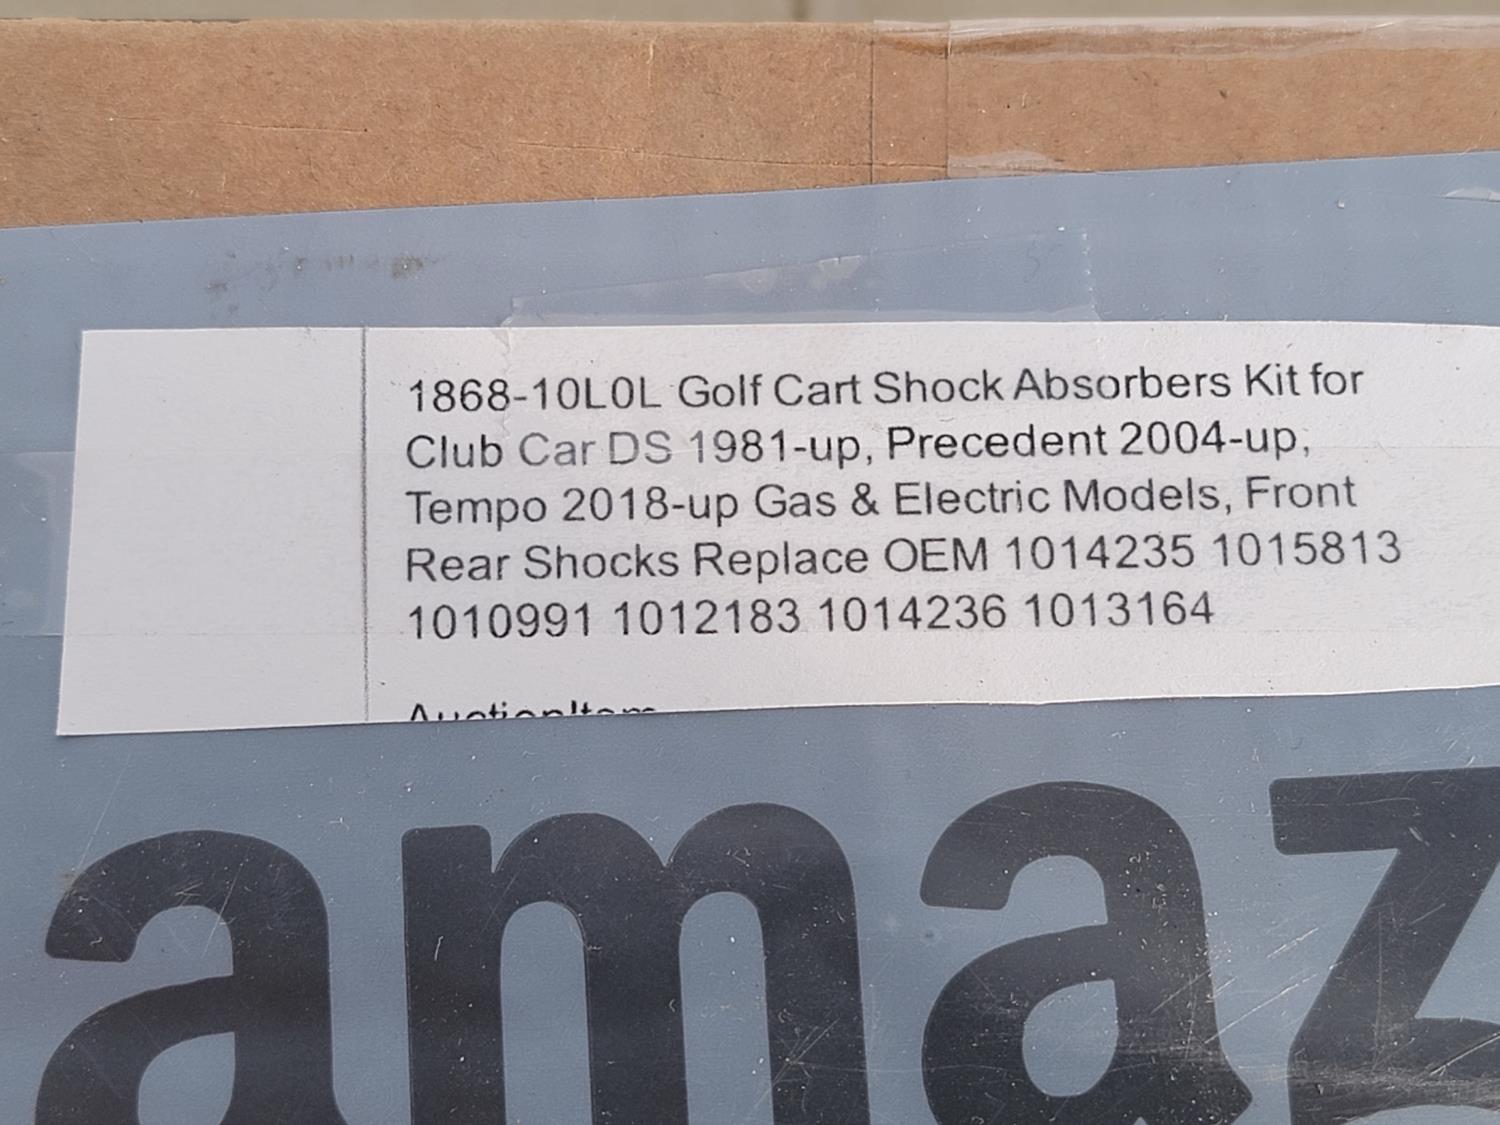 1868-10L0L Golf Cart Shock Absorbers Kit for
Club Car DS 1981-up, Precedent 2004-up,
Tempo 2018-up Gas & Electric Models, Front
Rear Shocks Replace OEM 1014235 1015813
1010991 1012183 1014236 1013164
AuctionItem
amaz